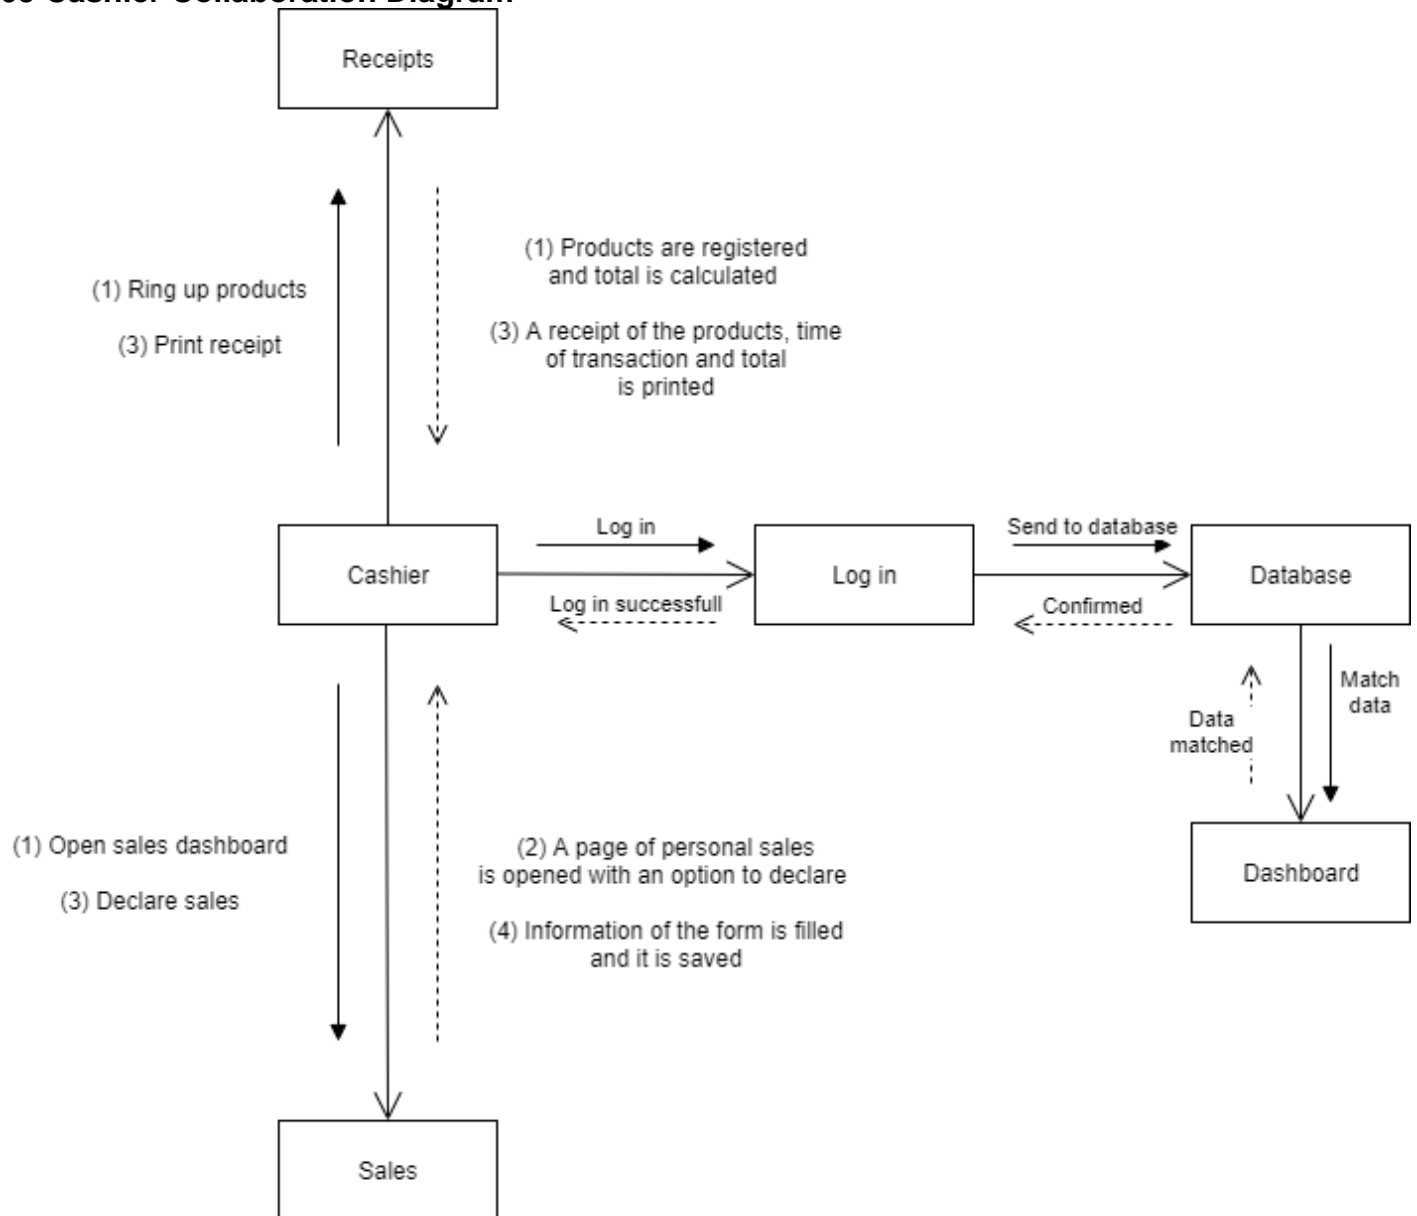 Cashier Collaboration Diagram
Receipts
(1) Ring up products
(3) Print receipt
(1) Products are registered
and total is calculated
(3) A receipt of the products, time
of transaction and total
is printed
Cashier
Log in
Log in successfull
Log in
Send to database
Confirmed
Database
Match
data
Data
matched
Dashboard
(1) Open sales dashboard
(3) Declare sales
(2) A page of personal sales
is opened with an option to declare
(4) Information of the form is filled
and it is saved
Sales